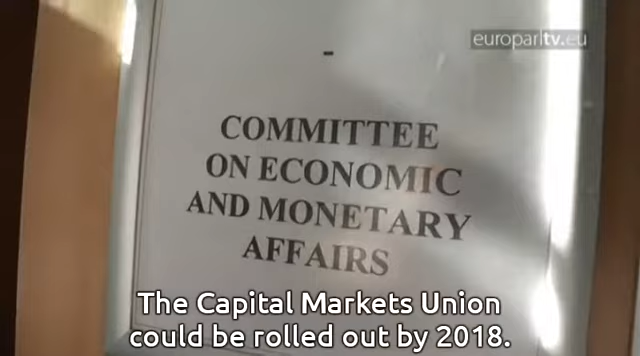 europarltv.eu
-
COMMITTEE
ON ECONOMIC
AND MONETARY
AFFAIRS
The Capital Markets Union
could be rolled out by 2018.